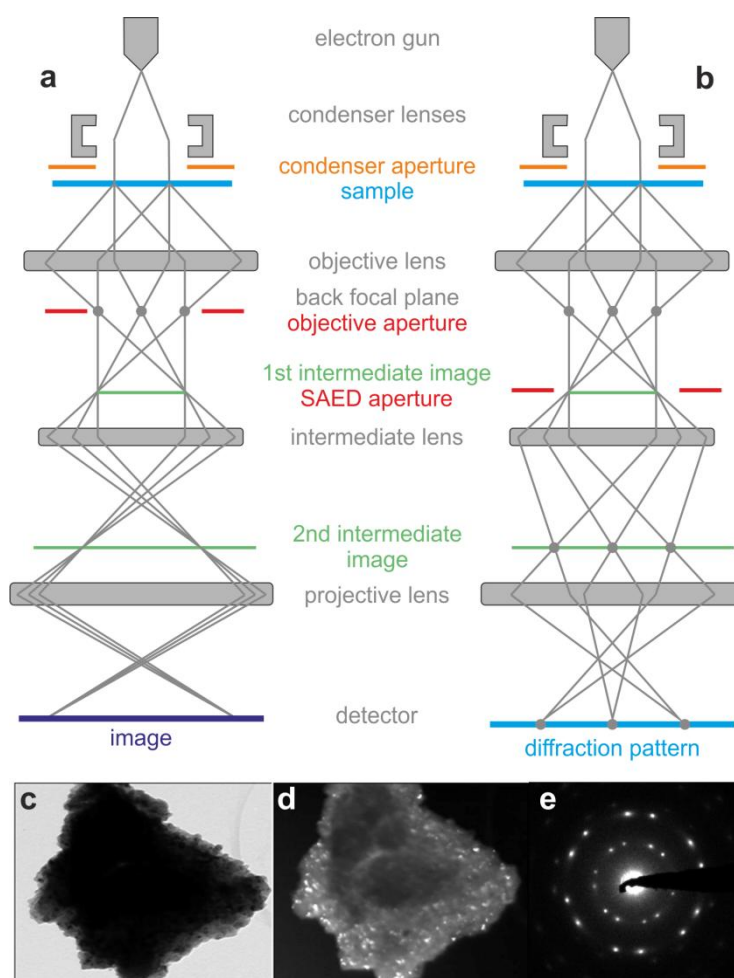 electron gun
a
b
condenser lenses
condenser aperture
sample
objective lens
back focal plane
objective aperture
1st intermediate image
SAED aperture
intermediate lens
2nd intermediate
image
projective lens
detector
image
diffraction pattern
c
d
e